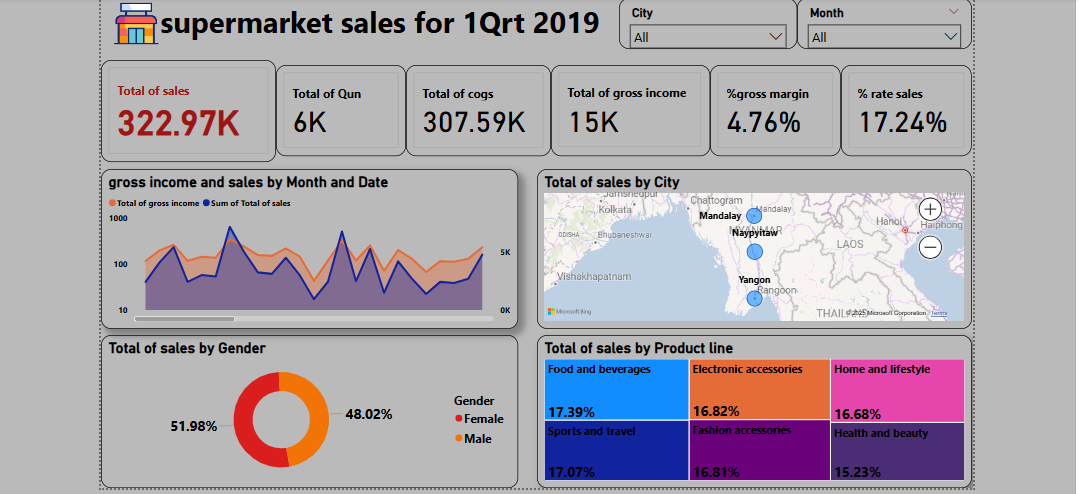 supermarket sales for 1Qrt 2019
City
All
Month
All
Total of sales
322.97K
Total of Qun
6K
Total of cogs
307.59K
Total of gross income
15K
%gross margin
4.76%
% rate sales
17.24%
gross income and sales by Month and Date
Total of gross income
Sum of Total of sales
1000
100
10
5K
0K
Total of sales by City
Jamshedpur
Kolkata
Chattogram
ODISHA
Bhubaneshwar
Vishakhapatnam
Mandalay
Mandalay
MYANMAR
Naypyitaw
Yangon
Rangoon
Hanoi
Haiphong
LAOS
THAILAND
Microsoft Bing
© 2025 Microsoft Corporation
Terms
Total of sales by Gender
51.98%
48.02%
Gender
Female
Male
Total of sales by Product line
Food and beverages
17.39%
Electronic accessories
16.82%
Home and lifestyle
16.68%
Sports and travel
17.07%
Fashion accessories
16.81%
Health and beauty
15.23%